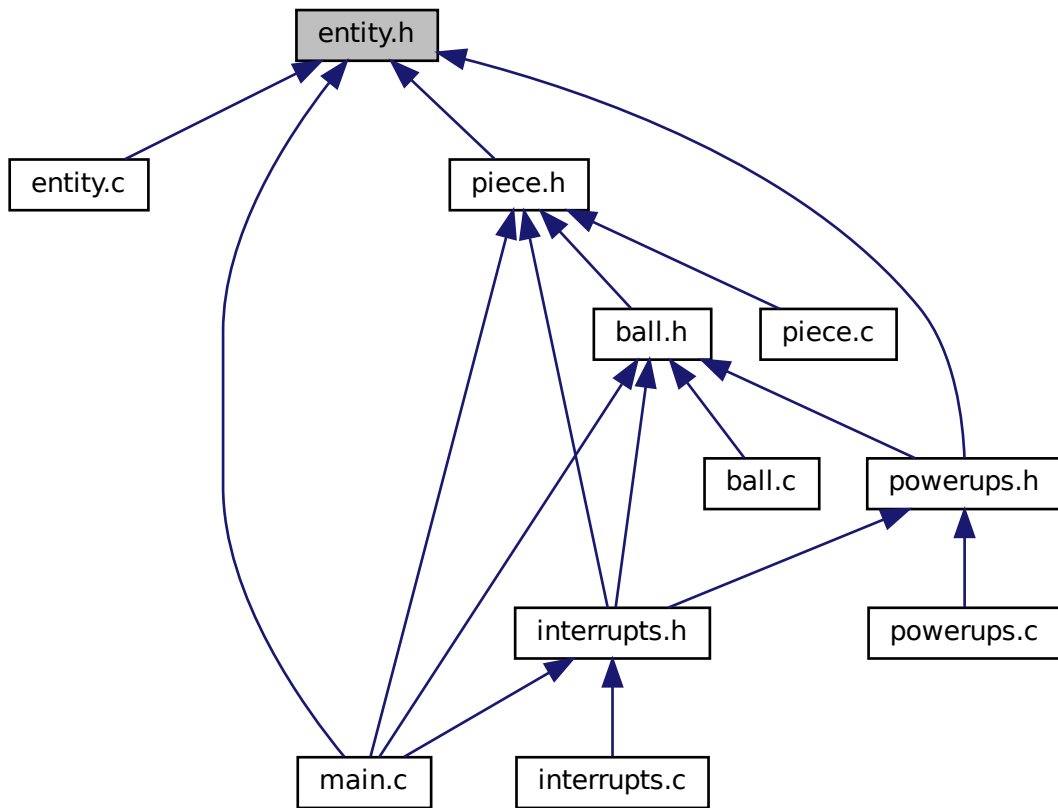 entity.h
entity.c
piece.h
ball.h
piece.c
ball.c
powerups.h
interrupts.h
powerups.c
main.c
interrupts.c